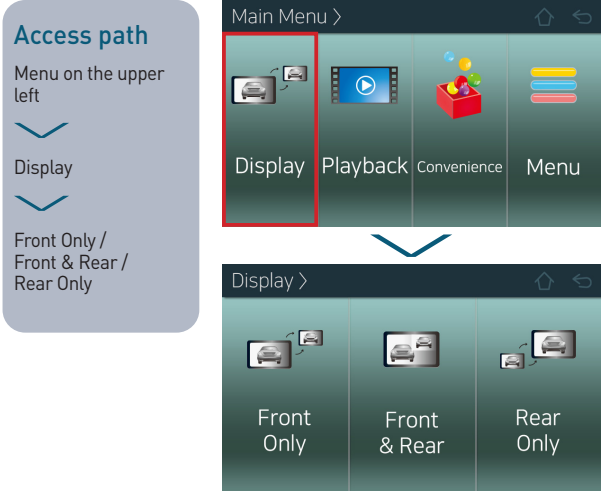 Access path
Menu on the upper
left
Display
Front Only /
Front & Rear /
Rear Only
Main Menu >
Display
Playback
Convenience
Menu
Display >
Front
Only
Front
& Rear
Rear
Only